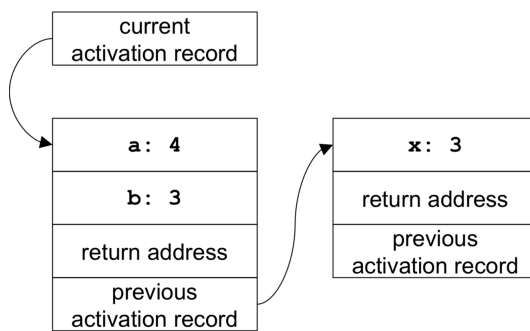 current
activation record
a: 4
b: 3
return address
previous
activation record
x: 3
return address
previous
activation record